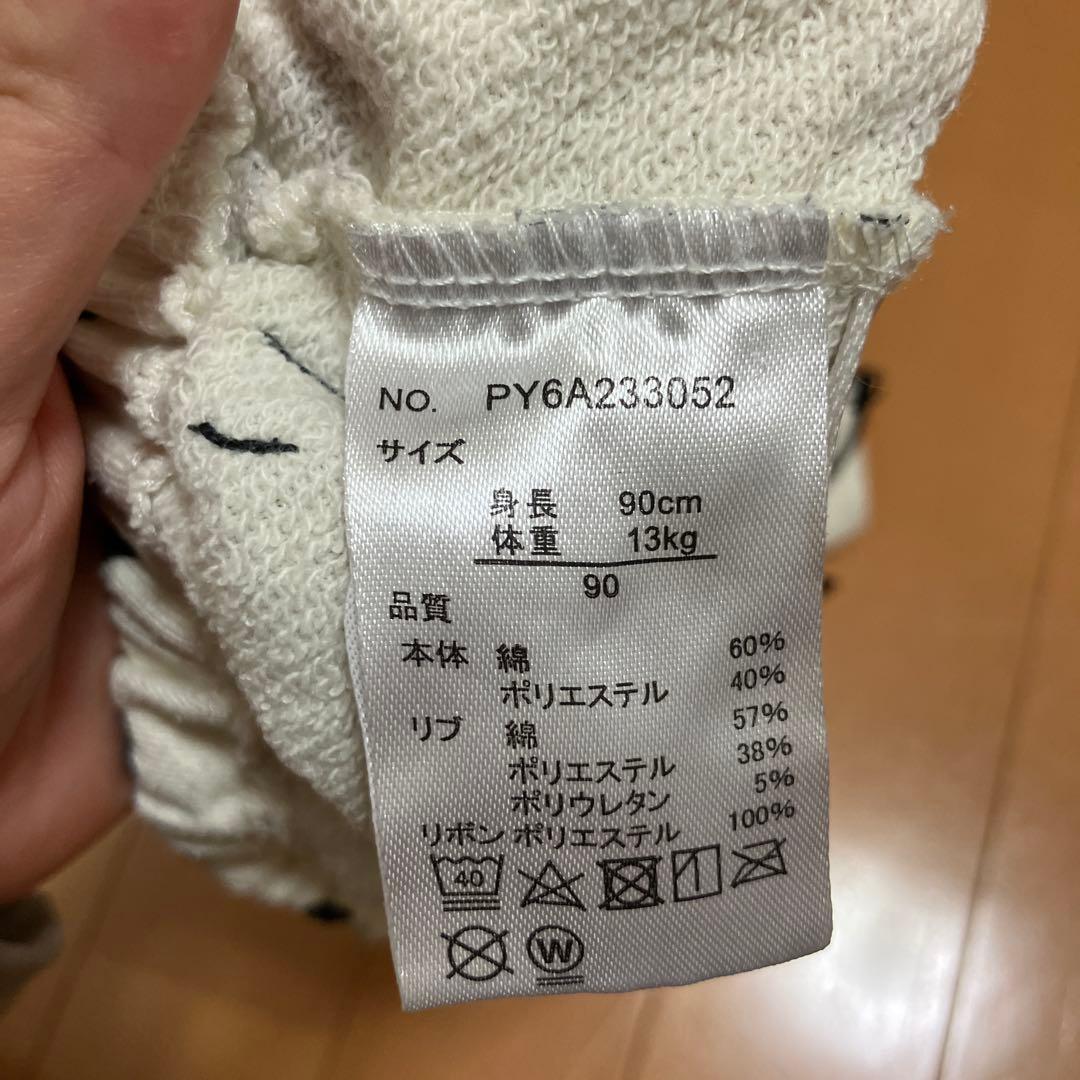 NO. PY6A233052
サイズ
身長 90cm
体重 13kg
90
品質
本体 綿 60%
ポリエステル 40%
リブ 綿 57%
ポリエステル 38%
ポリウレタン 5%
リボン ポリエステル 100%
40
W